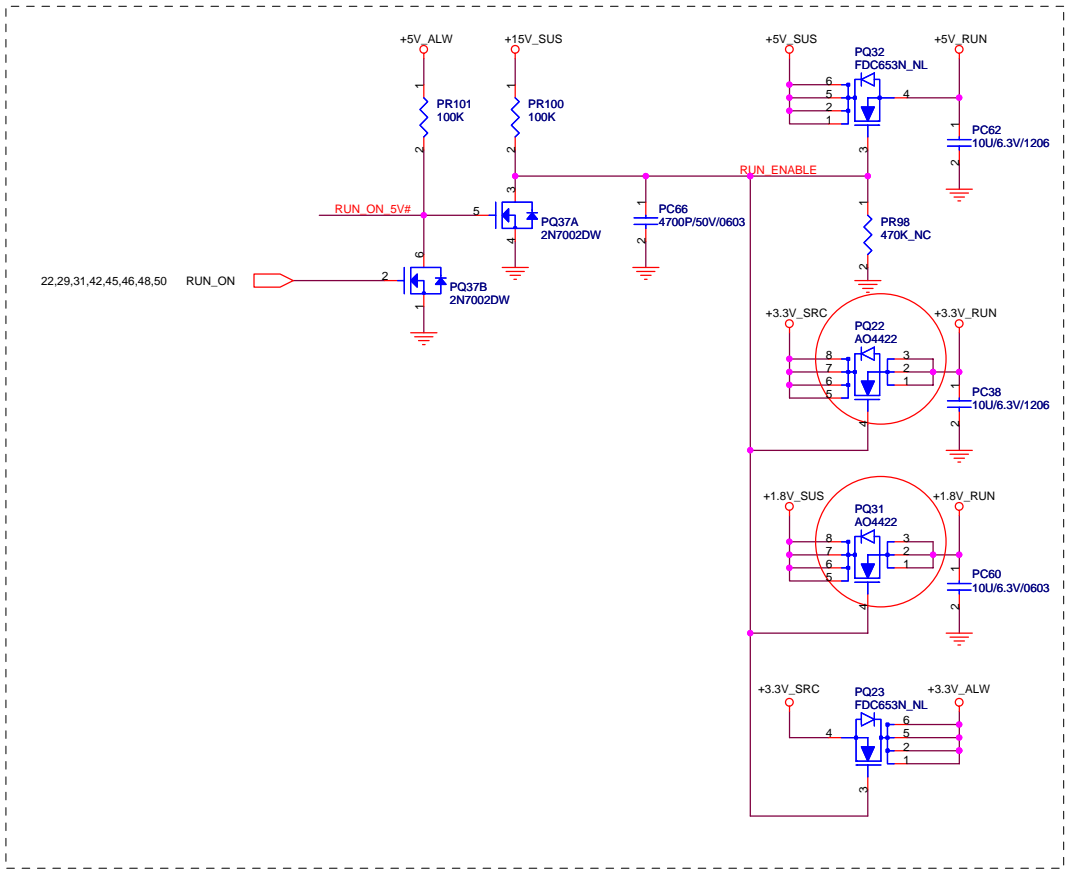 +5V_ALW
+15V_SUS
+5V_SUS
+5V_RUN
PQ32
FDC653N_NL
1
PR101
100K
2
1
PR100
100K
2
6
5
2
1
4
3
1
PC62
10U/6.3V/1206
2
RUN_ENABLE
RUN_ON_5V#
5
3
4
PQ37A
2N7002DW
1
PC66
4700P/50V/0603
2
1
PR98
470K_NC
2
22,29,31,42,45,46,48,50 RUN_ON
2
6
1
PQ37B
2N7002DW
+3.3V_SRC
+3.3V_RUN
PQ22
AO4422
8
7
6
5
3
2
1
4
1
PC38
10U/6.3V/1206
2
+1.8V_SUS
+1.8V_RUN
PQ31
AO4422
8
7
6
5
3
2
1
4
1
PC60
10U/6.3V/0603
2
+3.3V_SRC
+3.3V_ALW
PQ23
FDC653N_NL
4
6
5
2
1
3